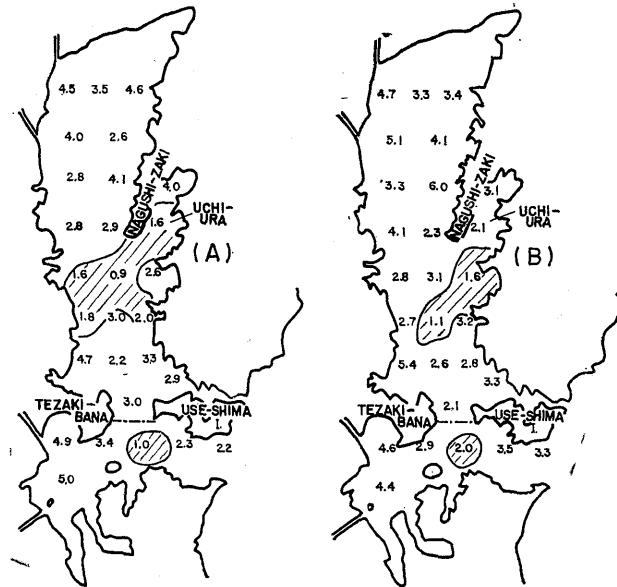 4.5 3.5 4.6
4.0 2.6
2.8 4.1
4.0
NAGUSHI-ZAKI
2.8 2.9 1.6
UCHI-
URA
(A)
1.6 0.9 2.6
1.8 3.0 2.0
4.7 2.2 3.3
2.9
3.0
TEZAKI-
BANA
USE-SHIMA
I.
4.9 3.4 1.0 2.3 2.2
5.0
4.7 3.3 3.4
5.1 4.1
3.3 6.0
3.1
NAGUSHI-ZAKI
4.1 2.3 2.1
UCHI-
URA
(B)
2.8 3.1 1.6
2.7 1.1 3.2
5.4 2.6 2.8
3.3
2.1
TEZAKI-
BANA
USE-SHIMA
I.
4.6 2.9 2.0 3.5 3.3
4.4